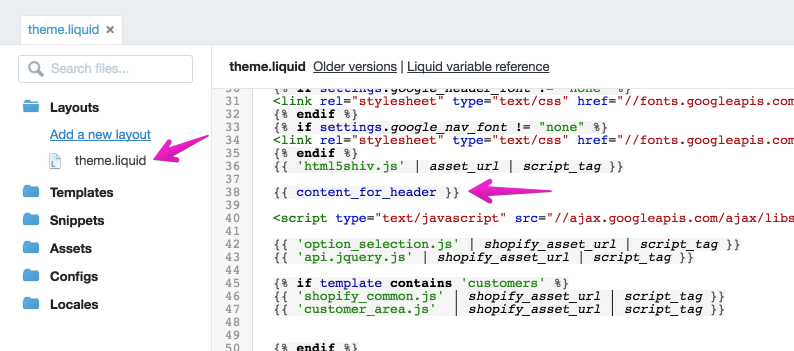 theme.liquid ×
Search files...
Layouts
Add a new layout
theme.liquid
Templates
Snippets
Assets
Configs
Locales
theme.liquid Older versions | Liquid variable reference
30 {% if settings.google_header_font != "none" %}
31 <link rel="stylesheet" type="text/css" href="//fonts.googleapis.com
32 {% endif %}
33 {% if settings.google_nav_font != "none" %}
34 <link rel="stylesheet" type="text/css" href="//fonts.googleapis.com
35 {% endif %}
36 {{ 'html5shiv.js' | asset_url | script_tag }}
37
38 {{ content_for_header }}
39
40 <script type="text/javascript" src="//ajax.googleapis.com/ajax/libs
41
42 {{ 'option_selection.js' | shopify_asset_url | script_tag }}
43 {{ 'api.jquery.js' | shopify_asset_url | script_tag }}
44
45 {% if template contains 'customers' %}
46 {{ 'shopify_common.js' | shopify_asset_url | script_tag }}
47 {{ 'customer_area.js' | shopify_asset_url | script_tag }}
48
49
50 {% endif %}